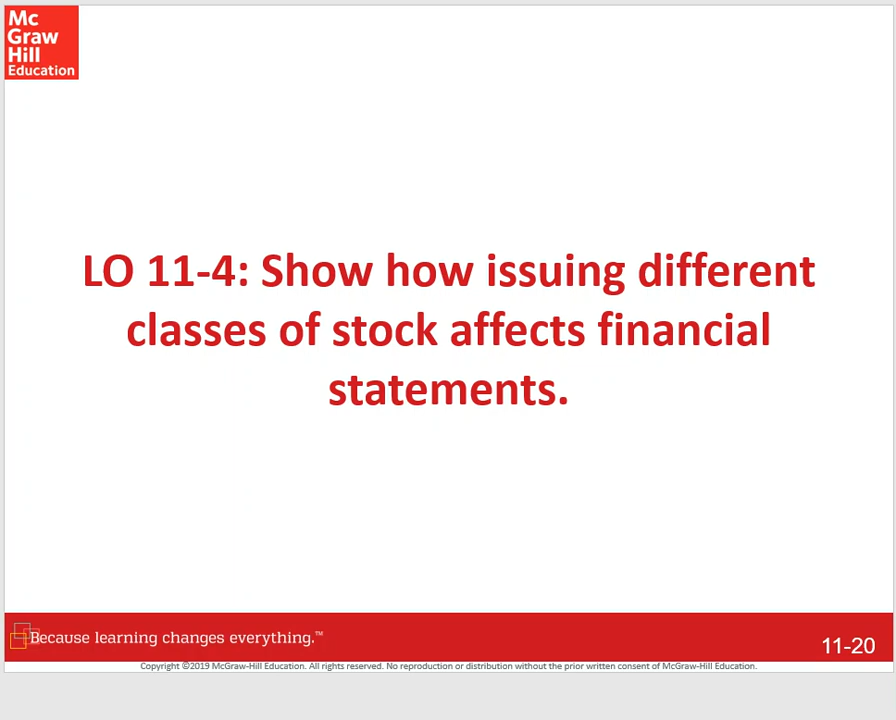 Mc
Graw
Hill
Education
LO 11-4: Show how issuing different
classes of stock affects financial
statements.
Because learning changes everything.™
11-20
Copyright ©2019 McGraw-Hill Education. All rights reserved. No reproduction or distribution without the prior written consent of McGraw-Hill Education.